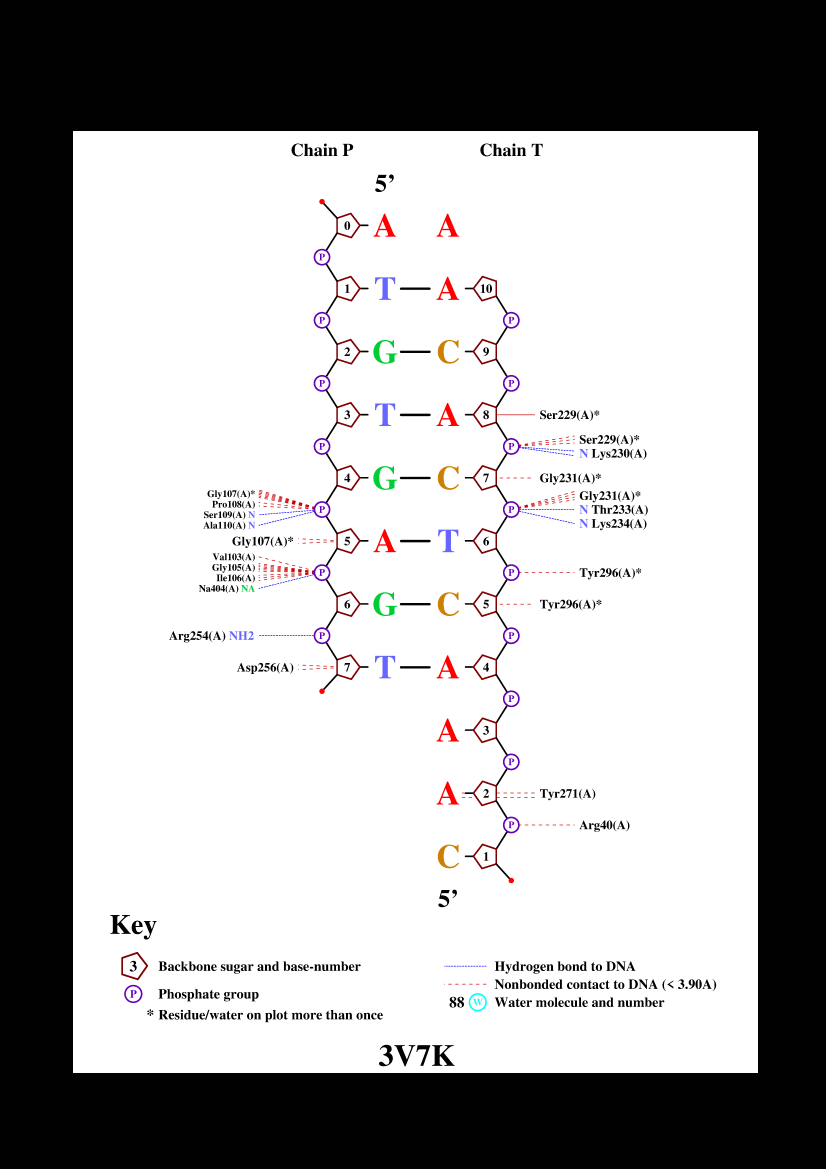 Chain P Chain T
5’
0 A A
P
1 T A 10
P P
2 G C 9
P P
3 T A 8 Ser229(A)*
P P Ser229(A)*
N Lys230(A)
4 G C 7 Gly231(A)*
Gly107(A)* P P Gly231(A)*
Pro108(A)
Ser109(A) N N Thr233(A)
Ala110(A) N N Lys234(A)
Gly107(A)* 5 A T 6
Val103(A)
Gly105(A) P P Tyr296(A)*
Ile106(A)
Na404(A) NA
6 G C 5 Tyr296(A)*
Arg254(A) NH2 P P
Asp256(A) 7 T A 4
P
A 3
P
A 2 Tyr271(A)
P Arg40(A)
C 1
5’
Key
3 Backbone sugar and base-number
P Phosphate group
* Residue/water on plot more than once
Hydrogen bond to DNA
Nonbonded contact to DNA (< 3.90A)
88 W Water molecule and number
3V7K